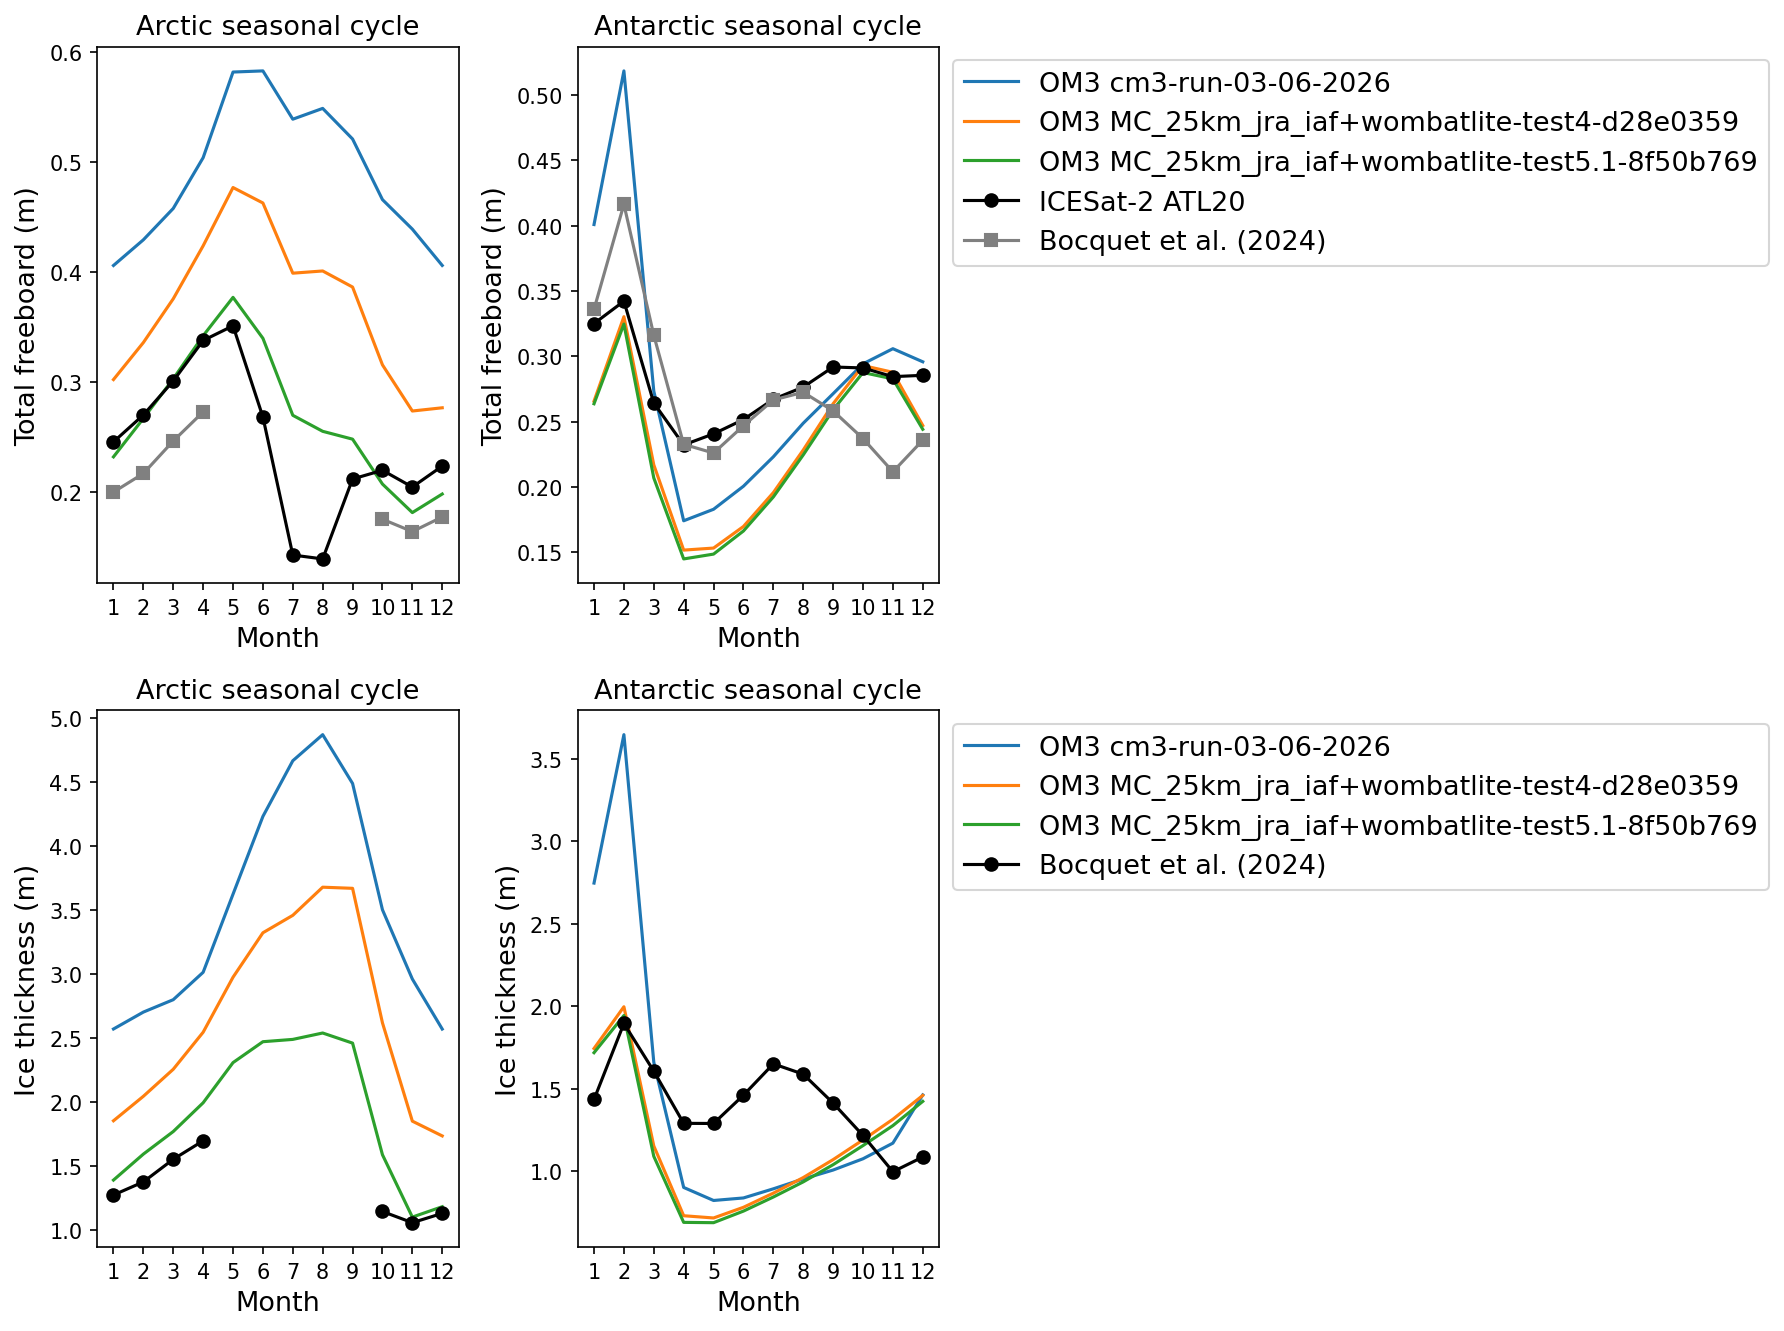 Arctic seasonal cycle
Antarctic seasonal cycle
Total freeboard (m)
0.6
0.5
0.4
0.3
0.2
1 2 3 4 5 6 7 8 9 10 11 12
Month
Total freeboard (m)
0.50
0.45
0.40
0.35
0.30
0.25
0.20
0.15
1 2 3 4 5 6 7 8 9 10 11 12
Month
OM3 cm3-run-03-06-2026
OM3 MC_25km_jra_iaf+wombatlite-test4-d28e0359
OM3 MC_25km_jra_iaf+wombatlite-test5.1-8f50b769
ICESat-2 ATL20
Bocquet et al. (2024)
Arctic seasonal cycle
Antarctic seasonal cycle
Ice thickness (m)
5.0
4.5
4.0
3.5
3.0
2.5
2.0
1.5
1.0
1 2 3 4 5 6 7 8 9 10 11 12
Month
Ice thickness (m)
3.5
3.0
2.5
2.0
1.5
1.0
1 2 3 4 5 6 7 8 9 10 11 12
Month
OM3 cm3-run-03-06-2026
OM3 MC_25km_jra_iaf+wombatlite-test4-d28e0359
OM3 MC_25km_jra_iaf+wombatlite-test5.1-8f50b769
Bocquet et al. (2024)